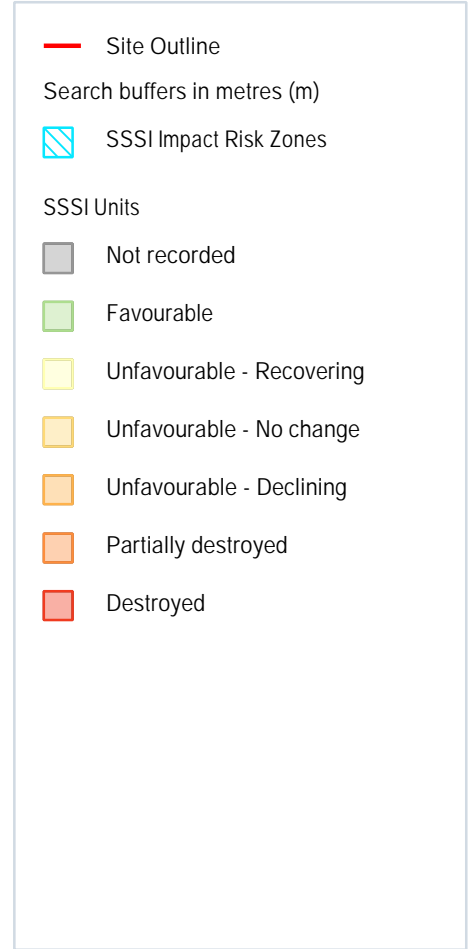 Site Outline
Search buffers in metres (m)
SSSI Impact Risk Zones
SSSI Units
Not recorded
Favourable
Unfavourable - Recovering
Unfavourable - No change
Unfavourable - Declining
Partially destroyed
Destroyed